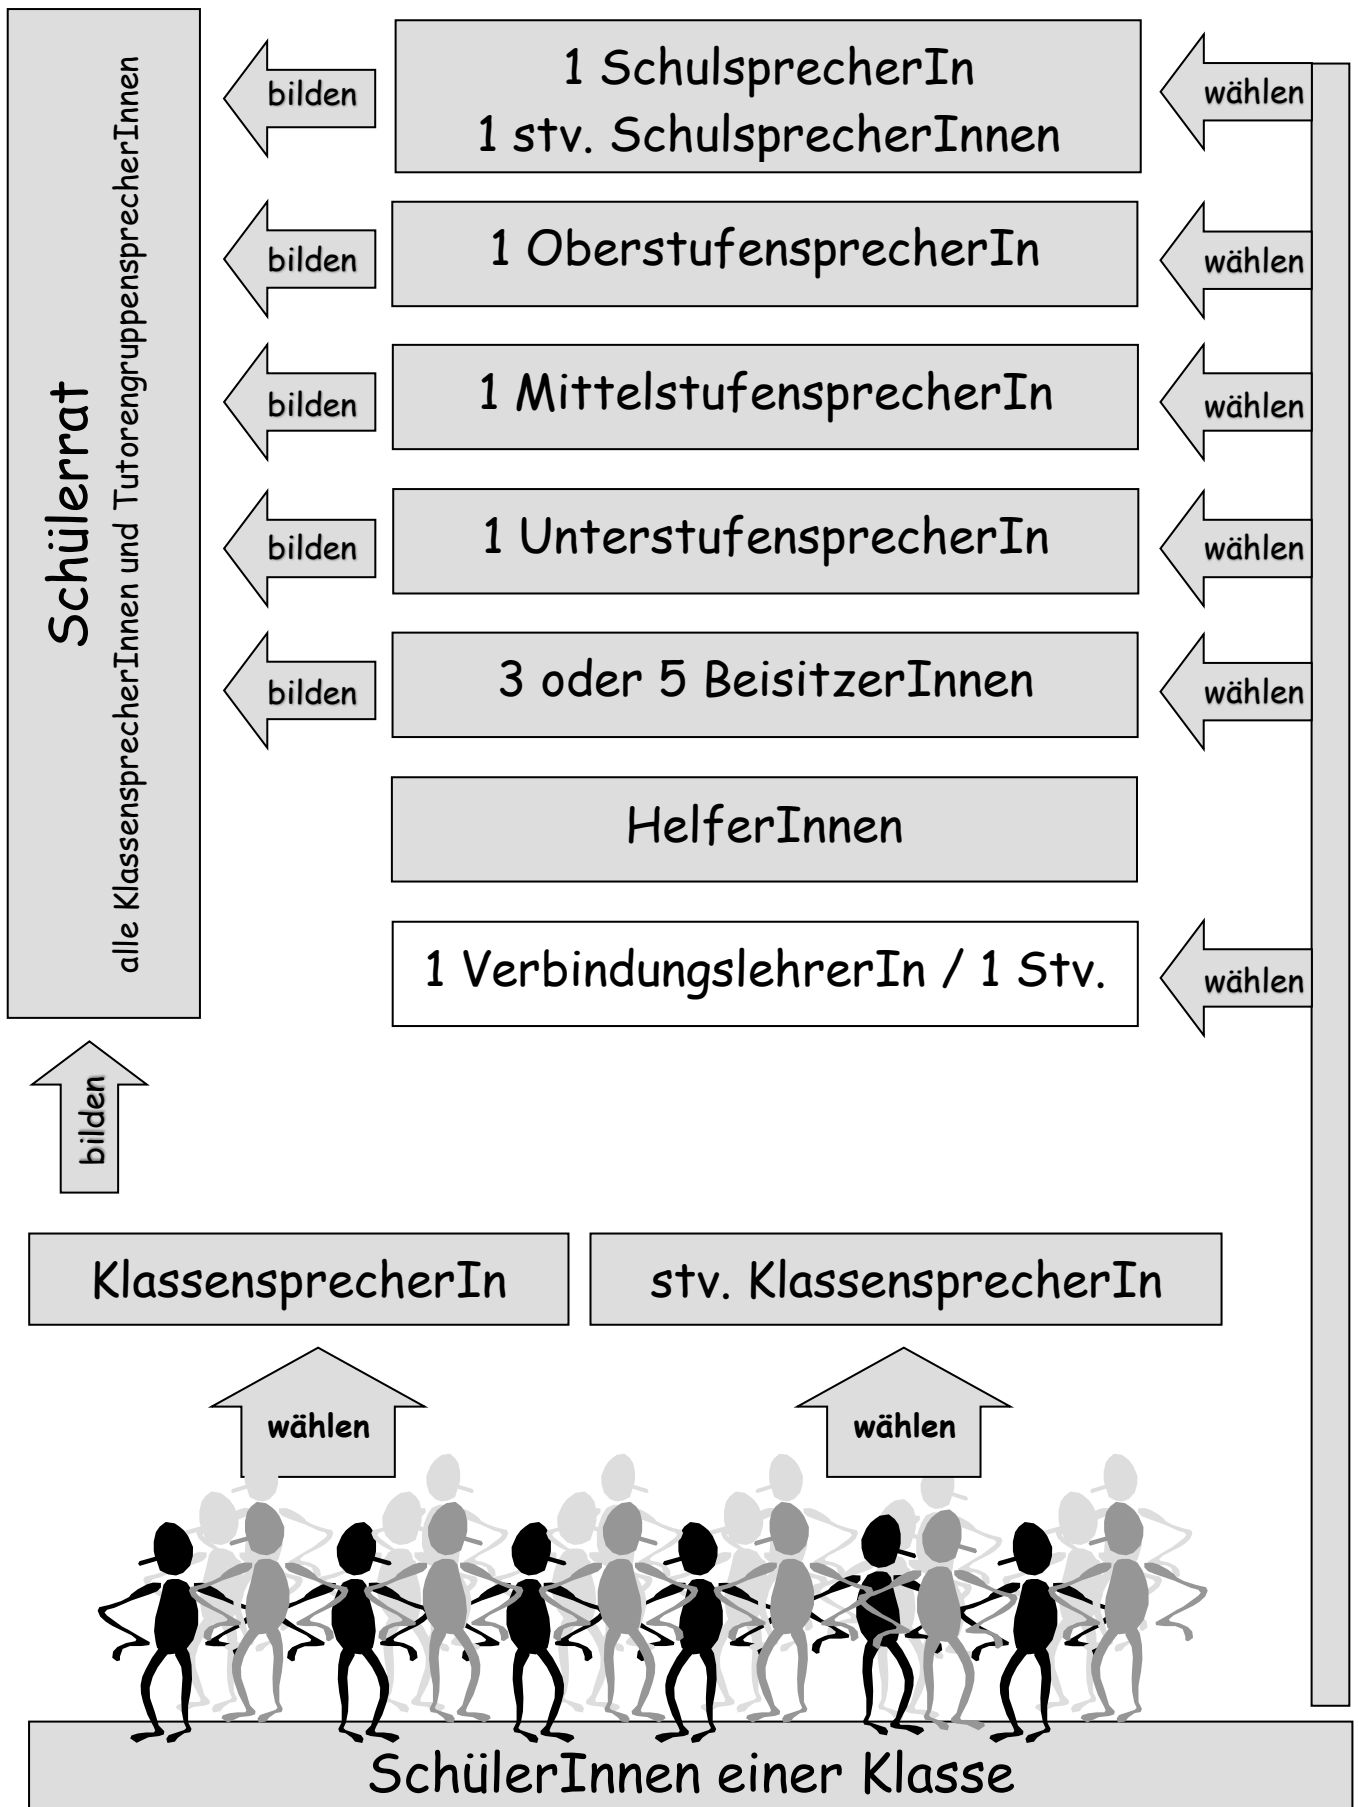 Schülerrat
alle KlassensprecherInnen und TutorengruppensprecherInnen
bilden
1 SchulsprecherIn
1 stv. SchulsprecherInnen
wählen
bilden
1 OberstufensprecherIn
wählen
bilden
1 MittelstufensprecherIn
wählen
bilden
1 UnterstufensprecherIn
wählen
bilden
3 oder 5 BeisitzerInnen
wählen
HelferInnen
1 VerbindungslehrerIn / 1 Stv.
wählen
bilden
KlassensprecherIn
stv. KlassensprecherIn
wählen
wählen
SchülerInnen einer Klasse